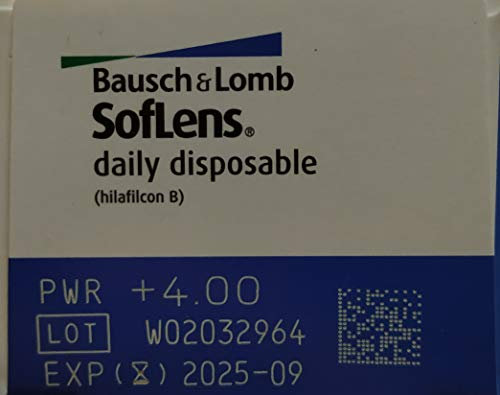 Bausch & Lomb
SofLens®
daily disposable
(hilafilcon B)
PWR +4.00
LOT W02032964
EXP (⌛) 2025-09